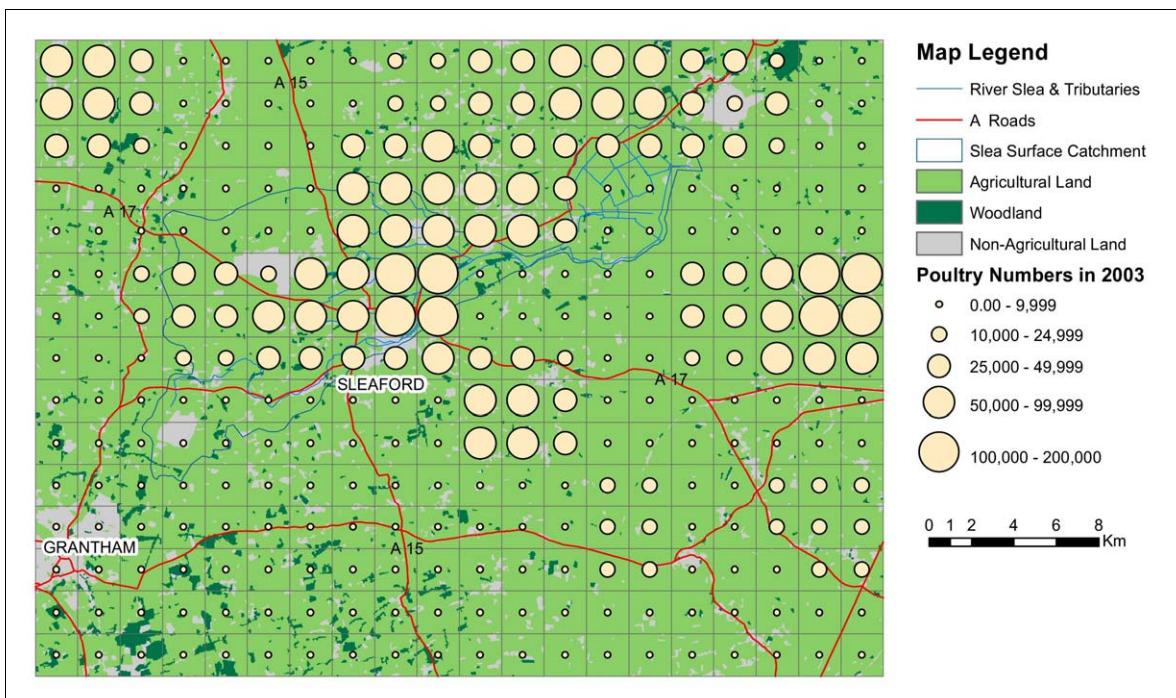 A 15
A 17
SLEAFORD
A 17
GRANTHAM
A 15
Map Legend
River Slea & Tributaries
A Roads
Slea Surface Catchment
Agricultural Land
Woodland
Non-Agricultural Land
Poultry Numbers in 2003
0.00 - 9,999
10,000 - 24,999
25,000 - 49,999
50,000 - 99,999
100,000 - 200,000
0 1 2 4 6 8
Km